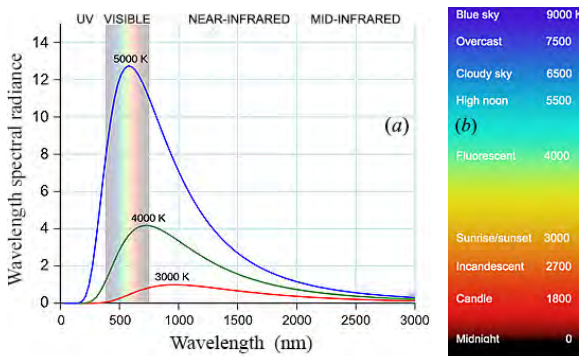 UV VISIBLE NEAR-INFRARED MID-INFRARED
14
12
10
8
6
4
2
0
Wavelength spectral radiance
5000 K
4000 K
3000 K
(a)
0 500 1000 1500 2000 2500 3000
Wavelength (nm)
Blue sky 9000 K
Overcast 7500
Cloudy sky 6500
High noon 5500
(b)
Fluorescent 4000
Sunrise/sunset 3000
Incandescent 2700
Candle 1800
Midnight 0